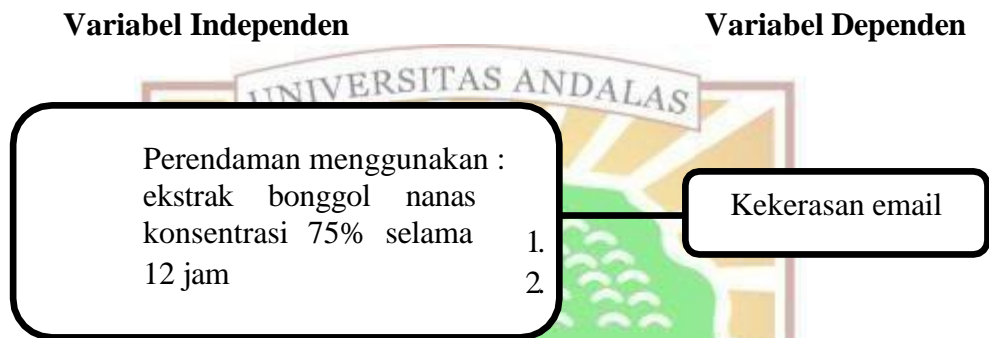 Variabel Independen Variabel Dependen
UNIVERSITAS ANDALAS
Perendaman menggunakan :
ekstrak bonggol nanas
konsentrasi 75% selama
12 jam
1.
2.
Kekerasan email